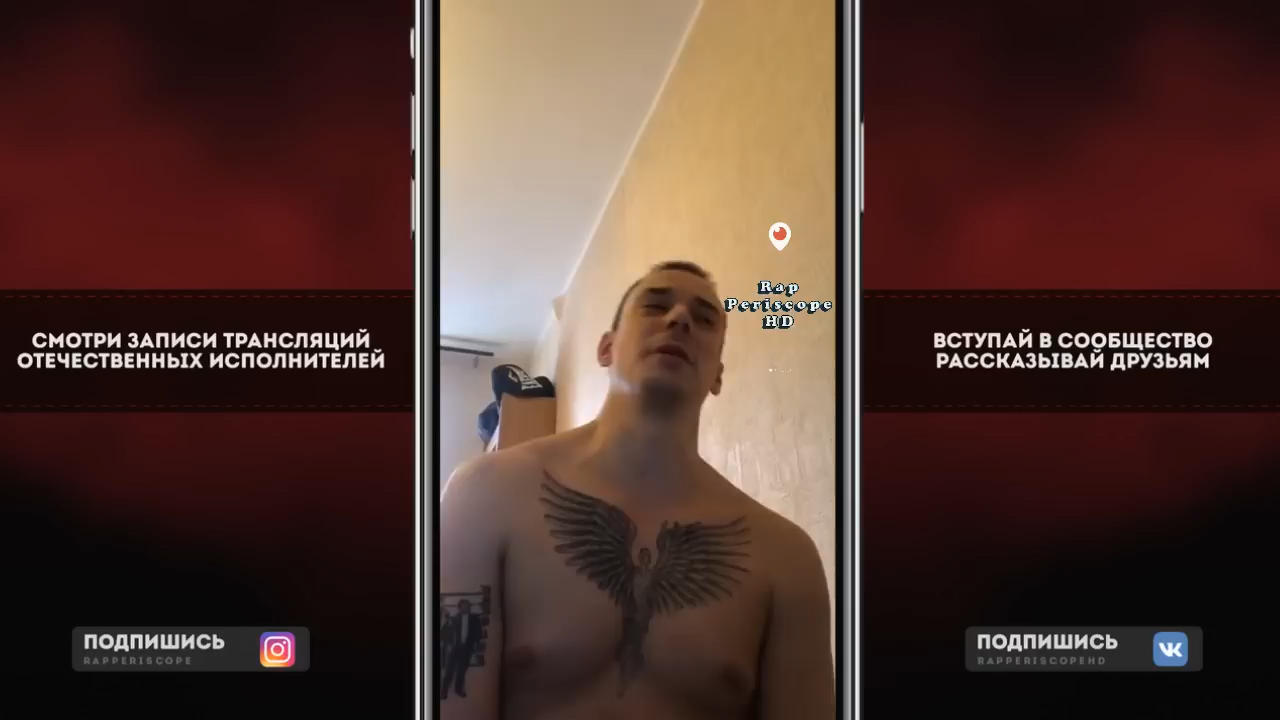 СМОТРИ ЗАПИСИ ТРАНСЛЯЦИЙ
ОТЕЧЕСТВЕННЫХ ИСПОЛНИТЕЛЕЙ
Rap
Periscope
HD
ВСТУПАЙ В СООБЩЕСТВО
РАССКАЗЫВАЙ ДРУЗЬЯМ
ПОДПИШИСЬ
RAPPERISCOPE
ПОДПИШИСЬ
RAPPERISCOPEHD